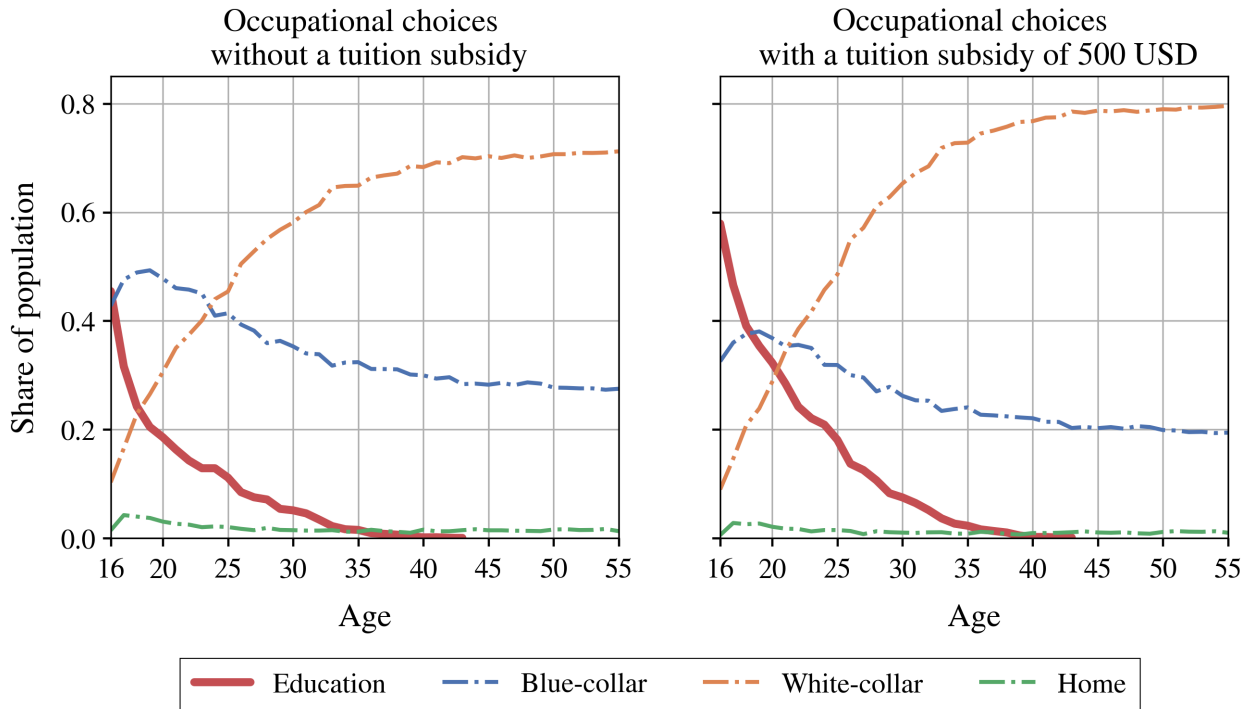 Occupational choices
without a tuition subsidy
Occupational choices
with a tuition subsidy of 500 USD
Share of population
0.8
0.6
0.4
0.2
0.0
16 20 25 30 35 40 45 50 55
16 20 25 30 35 40 45 50 55
Age
Age
Education Blue-collar White-collar Home